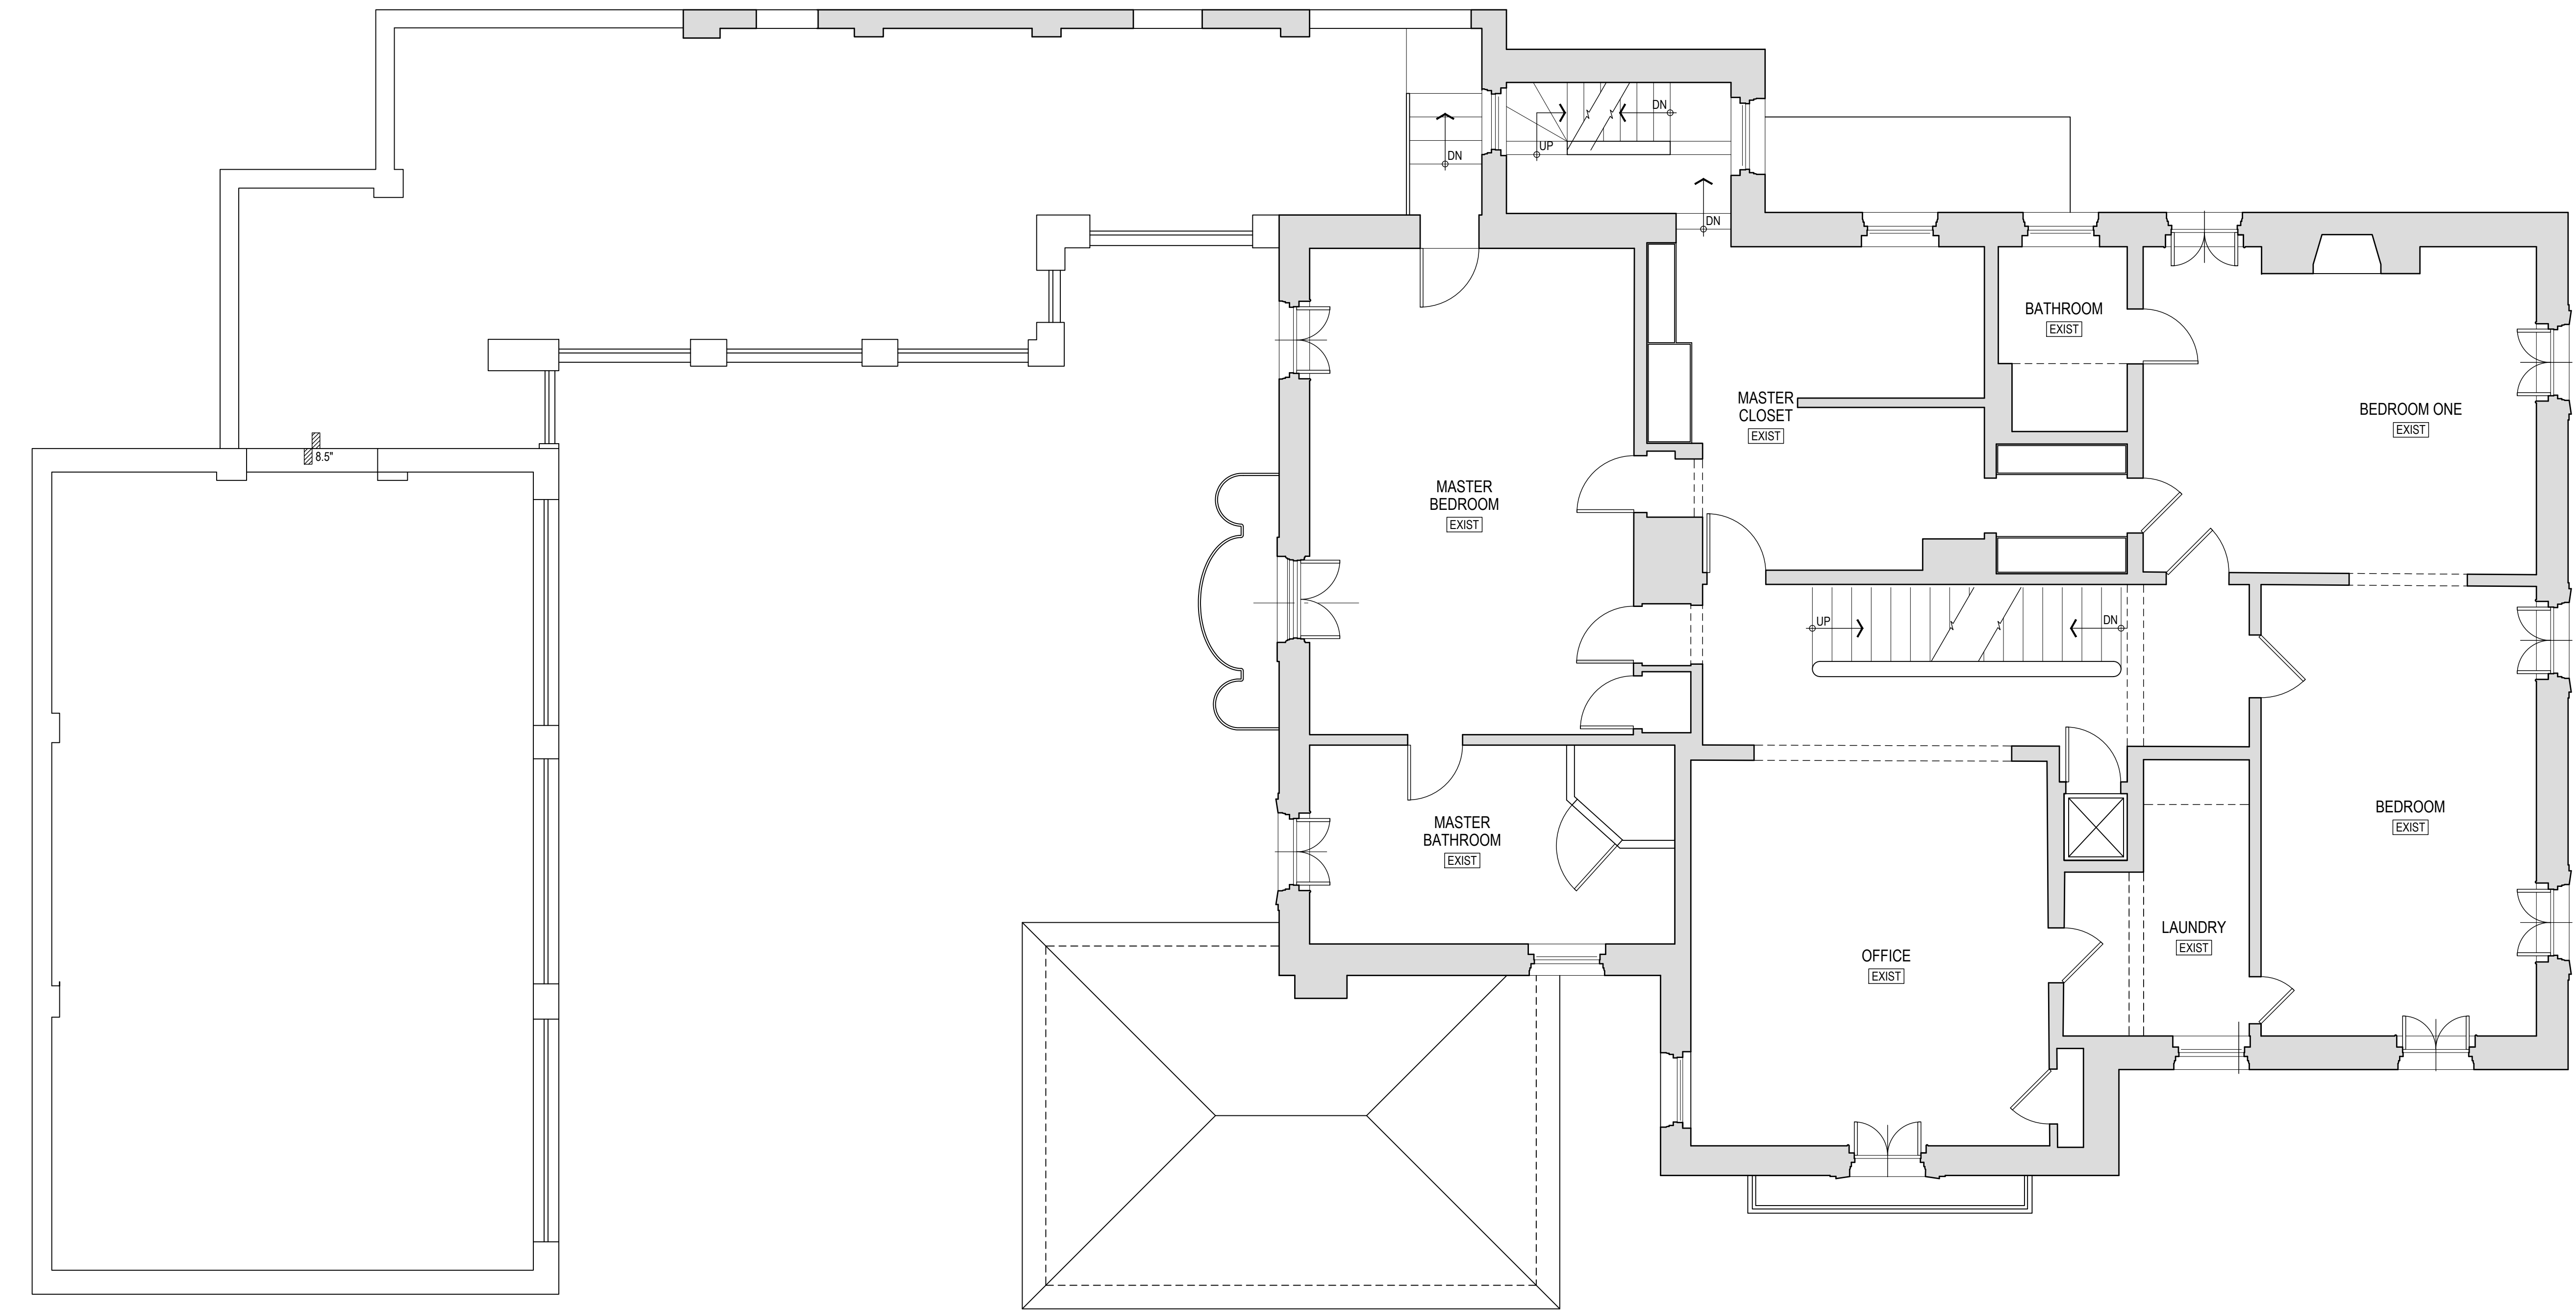 DN
UP
DN
DN
BATHROOM
EXIST
MASTER
CLOSET
EXIST
BEDROOM ONE
EXIST
8.5"
MASTER
BEDROOM
EXIST
UP
DN
MASTER
BATHROOM
EXIST
BEDROOM
EXIST
LAUNDRY
EXIST
OFFICE
EXIST